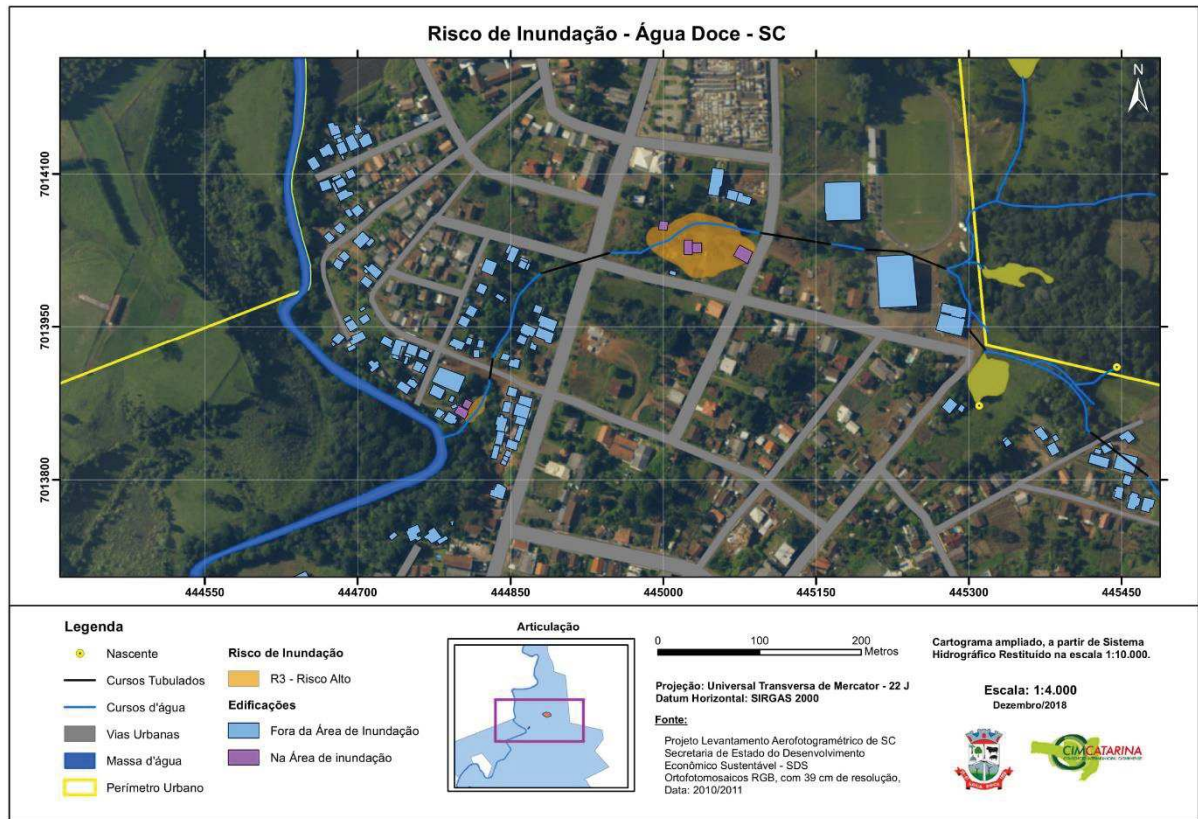 Risco de Inundação - Água Doce - SC
N
7014100
7013950
7013800
444550
444700
444850
445000
445150
445300
445450
Legenda
Nascente
Cursos Tubulados
Cursos d'água
Vias Urbanas
Massa d'água
Perímetro Urbano
Risco de Inundação
R3 - Risco Alto
Edificações
Fora da Área de Inundação
Na Área de inundação
Articulação
0 100 200
Metros
Projeção: Universal Transversa de Mercator - 22 J
Datum Horizontal: SIRGAS 2000
Fonte:
Projeto Levantamento Aerofotogramétrico de SC
Secretaria de Estado do Desenvolvimento
Econômico Sustentável - SDS
Ortofotomosaicos RGB, com 39 cm de resolução,
Data: 2010/2011
Cartograma ampliado, a partir de Sistema
Hidrográfico Restituído na escala 1:10.000.
Escala: 1:4.000
Dezembro/2018
ÁGUA DOCE
CIMCATARINA